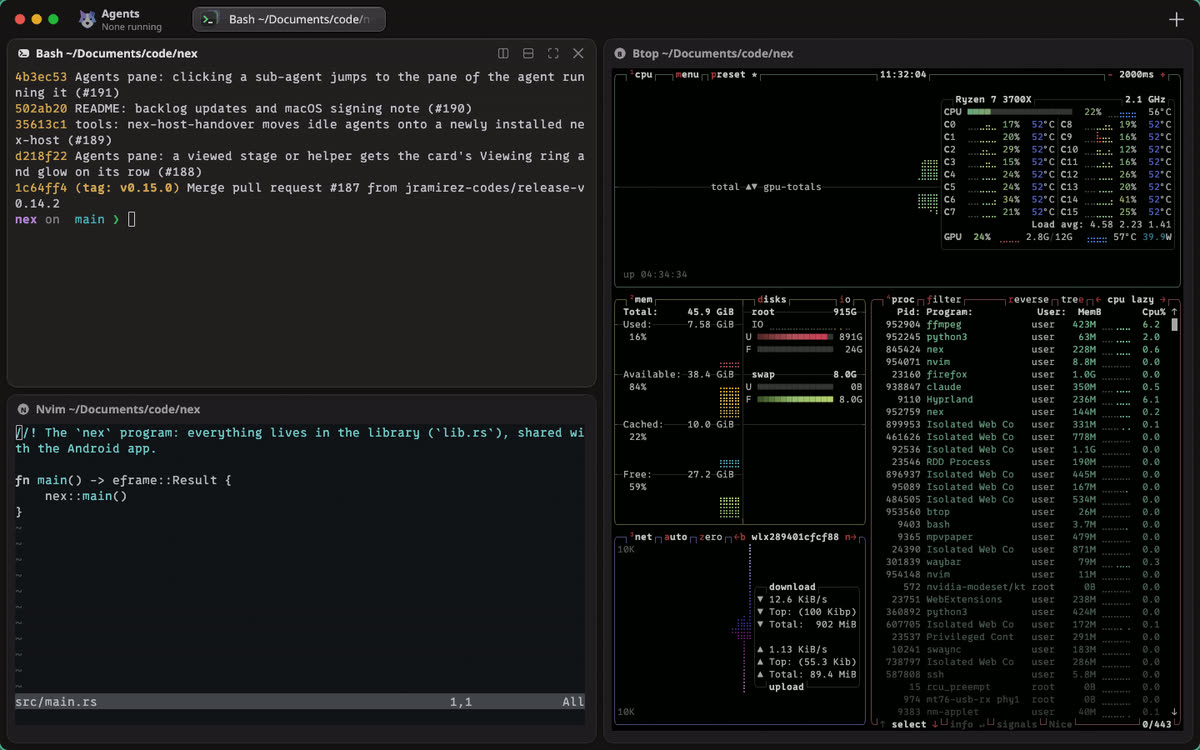 Agents
None running
Bash ~/Documents/code/n
Bash ~/Documents/code/nex
4b3ec53 Agents pane: clicking a sub-agent jumps to the pane of the agent run
ning it (#191)
502ab20 README: backlog updates and macOS signing note (#190)
35613c1 tools: nex-host-handover moves idle agents onto a newly installed ne
x-host (#189)
d218f22 Agents pane: a viewed stage or helper gets the card's Viewing ring a
nd glow on its row (#188)
1c64ff4 (tag: v0.15.0) Merge pull request #187 from jramirez-codes/release-v
0.14.2
nex on main ❯
Nvim ~/Documents/code/nex
//! The `nex` program: everything lives in the library (`lib.rs`), shared wi
th the Android app.
fn main() -> eframe::Result {
    nex::main()
}
~
~
~
~
~
~
~
~
~
~
~
src/main.rs 1,1 All
Btop ~/Documents/code/nex
¹cpu menu preset * 11:32:04 - 2000ms +
Ryzen 7 3700X 2.1 GHz
CPU 22% 56°C
C0 17% 52°C C8 19% 52°C
C1 20% 52°C C9 16% 52°C
C2 29% 52°C C10 12% 52°C
C3 15% 52°C C11 16% 52°C
C4 24% 52°C C12 26% 52°C
C5 24% 52°C C13 20% 52°C
C6 34% 52°C C14 41% 52°C
C7 21% 52°C C15 25% 52°C
Load avg: 4.58 2.23 1.41
GPU 24% 2.8G/12G 57°C 39.9W
total ▲▼ gpu-totals
up 04:34:34
²mem disks io
Total: 45.9 GiB
Used: 7.58 GiB
16%
Available: 38.4 GiB
84%
Cached: 10.0 GiB
22%
Free: 27.2 GiB
59%
root 915G
IO
U 891G
F 24G
swap 8.0G
U 0B
F 8.0G
³net auto zero ←b wlx289401cfcf88 n→
10K
download
▼ 12.6 KiB/s
▼ Top: (100 Kibp)
▼ Total: 902 MiB
▲ 1.13 KiB/s
▲ Top: (55.3 Kib)
▲ Total: 89.4 MiB
upload
10K
⁴proc filter reverse tree ← cpu lazy →
Pid: Program: User: MemB Cpu% ↑
952904 ffmpeg user 423M 6.2
952245 python3 user 63M 2.0
845424 nex user 228M 0.6
954071 nvim user 8.8M 0.0
23160 firefox user 1.0G 0.0
938847 claude user 350M 0.5
9110 Hyprland user 236M 6.1
952759 nex user 144M 0.2
899953 Isolated Web Co user 331M 0.1
461626 Isolated Web Co user 778M 0.0
92536 Isolated Web Co user 1.1G 0.0
23546 RDD Process user 190M 0.0
896937 Isolated Web Co user 445M 0.0
95089 Isolated Web Co user 167M 0.0
484505 Isolated Web Co user 534M 0.0
953560 btop user 26M 0.0
9403 bash user 3.7M 0.0
9365 mpvpaper user 479M 0.0
24390 Isolated Web Co user 871M 0.0
301839 waybar user 79M 0.3
954148 nvim user 11M 0.0
572 nvidia-modeset/kt root 0B 0.0
23751 WebExtensions user 238M 0.0
360892 python3 user 424M 0.0
607705 Isolated Web Co user 172M 0.1
23537 Privileged Cont user 291M 0.0
10241 swaync user 183M 0.0
738797 Isolated Web Co user 286M 0.0
587808 ssh user 5.8M 0.0
15 rcu_preempt root 0B 0.0
974 mt76-usb-rx phy1 root 0B 0.0
9383 nm-applet user 40M 0.1 ↓
↑ select ↓ info ↵ signals Nice 0/443